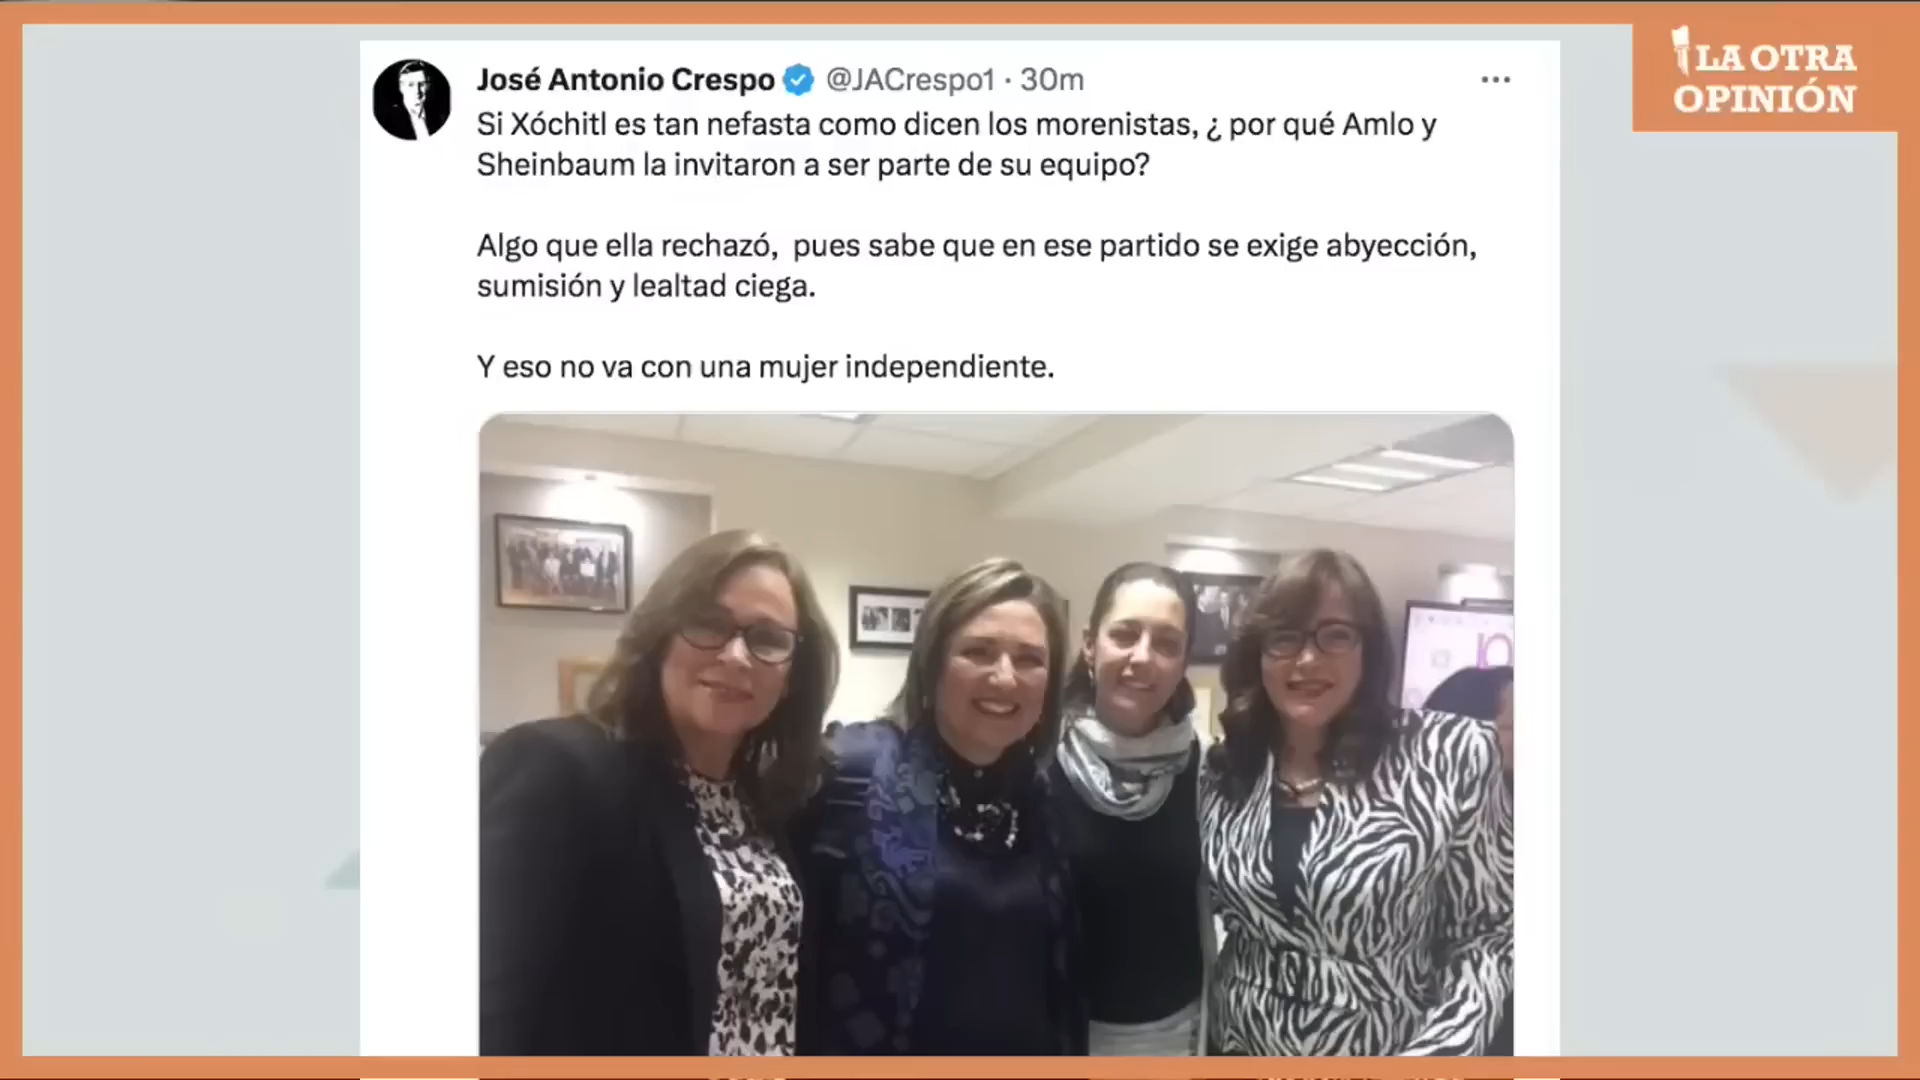 José Antonio Crespo @JACrespo1 · 30m
Si Xóchitl es tan nefasta como dicen los morenistas, ¿ por qué Amlo y
Sheinbaum la invitaron a ser parte de su equipo?
Algo que ella rechazó, pues sabe que en ese partido se exige abyección,
sumisión y lealtad ciega.
Y eso no va con una mujer independiente.
LA OTRA
OPINIÓN